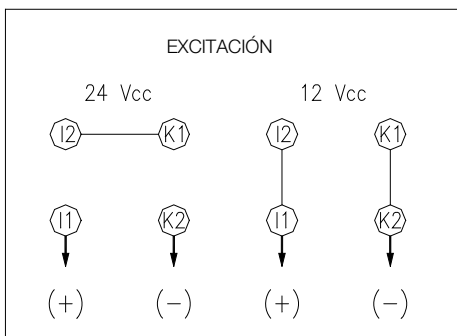 EXCITACIÓN
24 Vcc 12 Vcc
I2 K1 I2 K1
I1 K2 I1 K2
(+) (-) (+) (-)